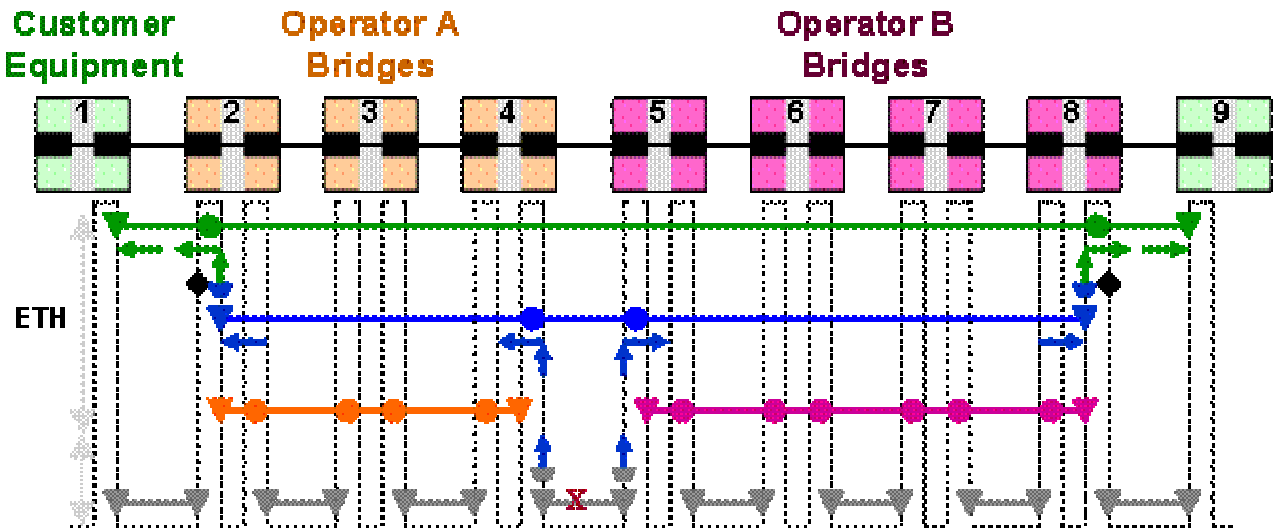 Customer
Equipment
Operator A
Bridges
Operator B
Bridges
1
2
3
4
5
6
7
8
9
ETH
X